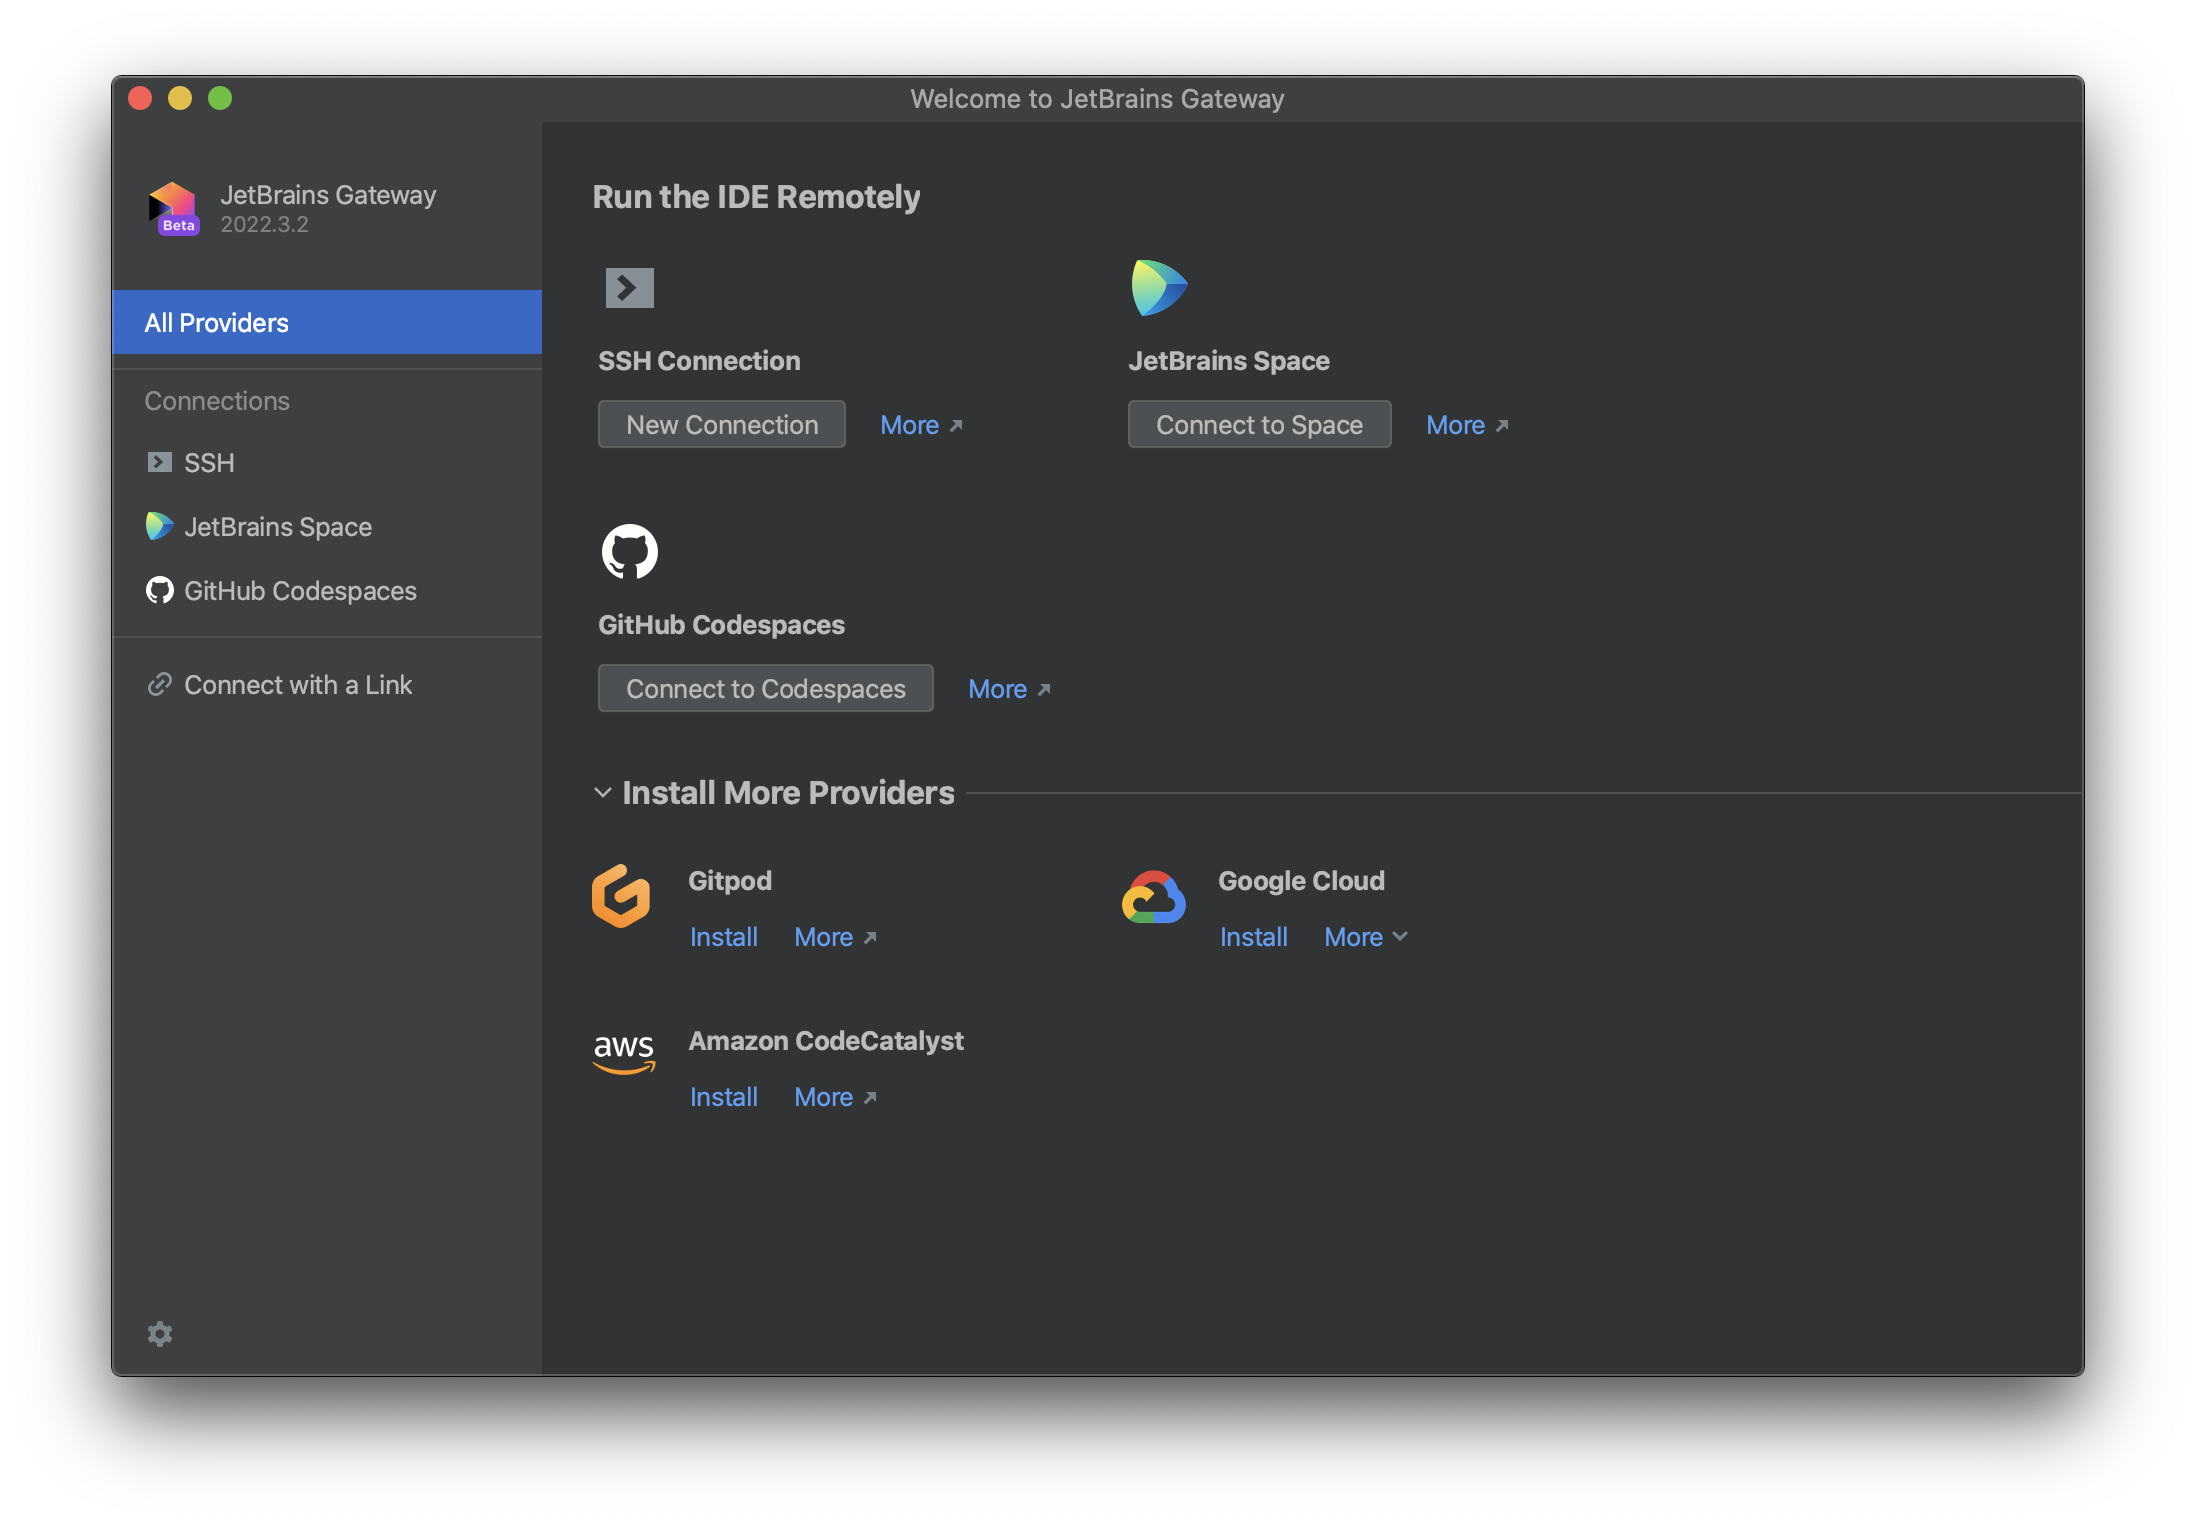 Welcome to JetBrains Gateway
JetBrains Gateway
Beta
2022.3.2
All Providers
Connections
SSH
JetBrains Space
GitHub Codespaces
Connect with a Link
Run the IDE Remotely
SSH Connection
New Connection More
JetBrains Space
Connect to Space More
GitHub Codespaces
Connect to Codespaces More
Install More Providers
Gitpod
Install More
Google Cloud
Install More
aws
Amazon CodeCatalyst
Install More